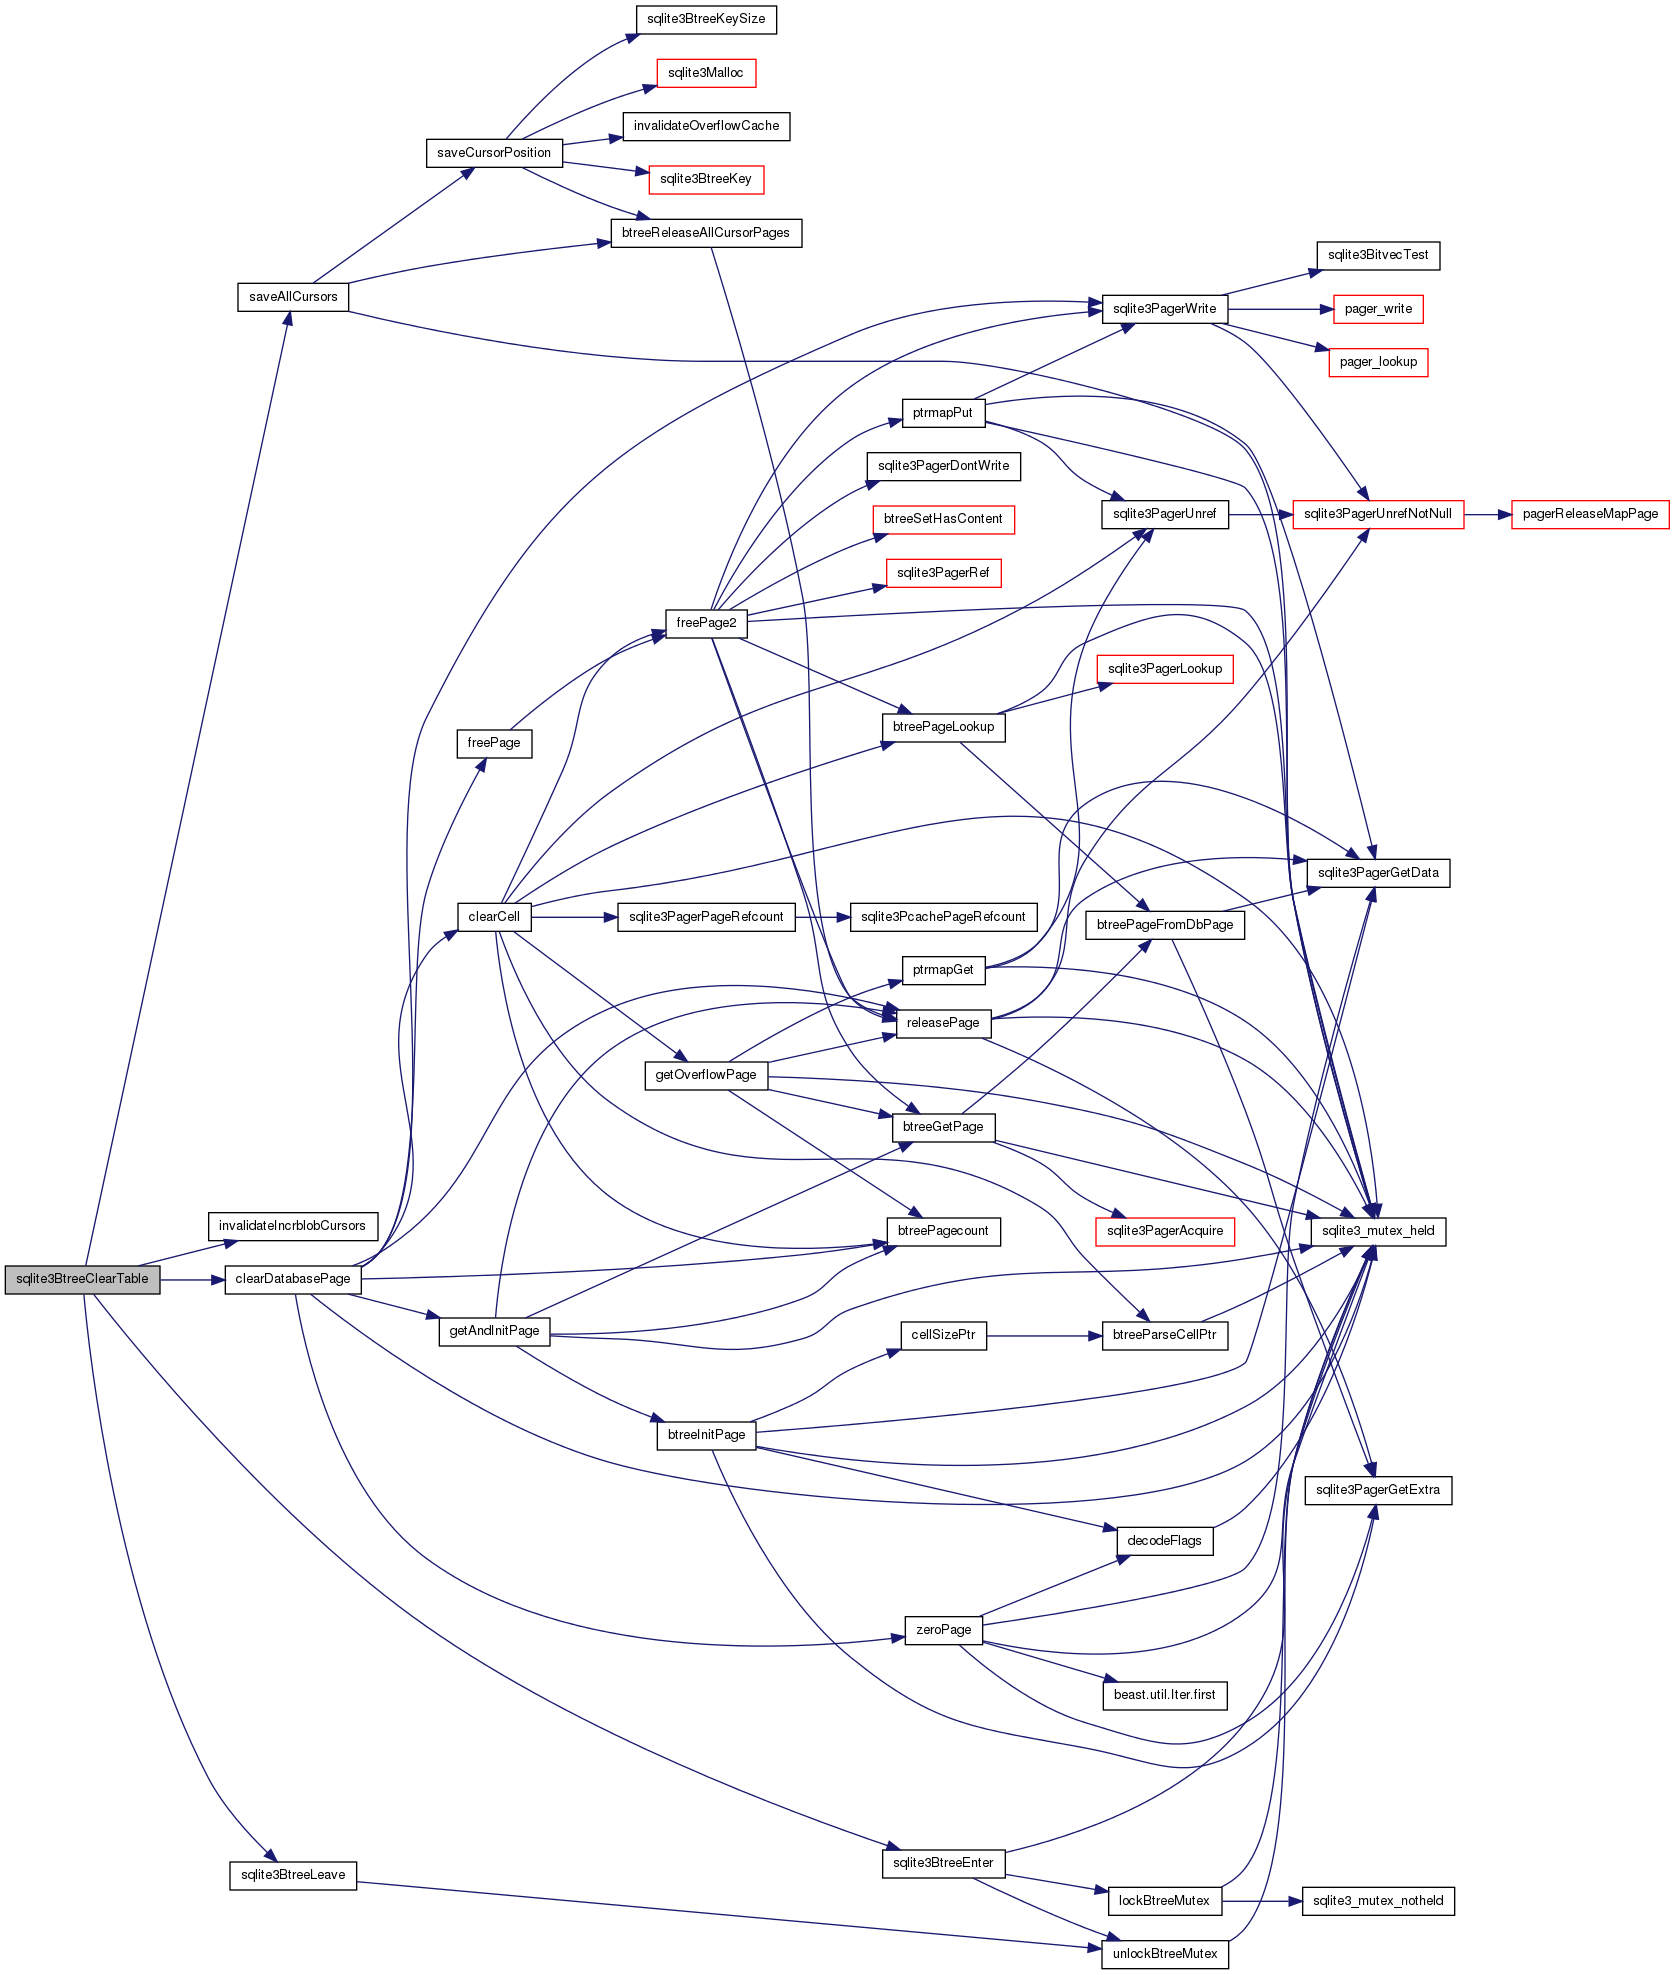 sqlite3BtreeKeySize
sqlite3Malloc
invalidateOverflowCache
saveCursorPosition
sqlite3BtreeKey
btreeReleaseAllCursorPages
sqlite3BitvecTest
saveAllCursors
sqlite3PagerWrite
pager_write
pager_lookup
ptrmapPut
sqlite3PagerDontWrite
btreeSetHasContent
sqlite3PagerUnref
sqlite3PagerUnrefNotNull
pagerReleaseMapPage
sqlite3PagerRef
freePage2
sqlite3PagerLookup
btreePageLookup
freePage
sqlite3PagerGetData
clearCell
sqlite3PagerPageRefcount
sqlite3PcachePageRefcount
btreePageFromDbPage
ptrmapGet
releasePage
getOverflowPage
btreeGetPage
invalidateIncrblobCursors
btreePagecount
sqlite3PagerAcquire
sqlite3_mutex_held
sqlite3BtreeClearTable
clearDatabasePage
getAndInitPage
cellSizePtr
btreeParseCellPtr
btreeInitPage
sqlite3PagerGetExtra
decodeFlags
zeroPage
beast.util.Iter.first
sqlite3BtreeLeave
sqlite3BtreeEnter
lockBtreeMutex
sqlite3_mutex_notheld
unlockBtreeMutex